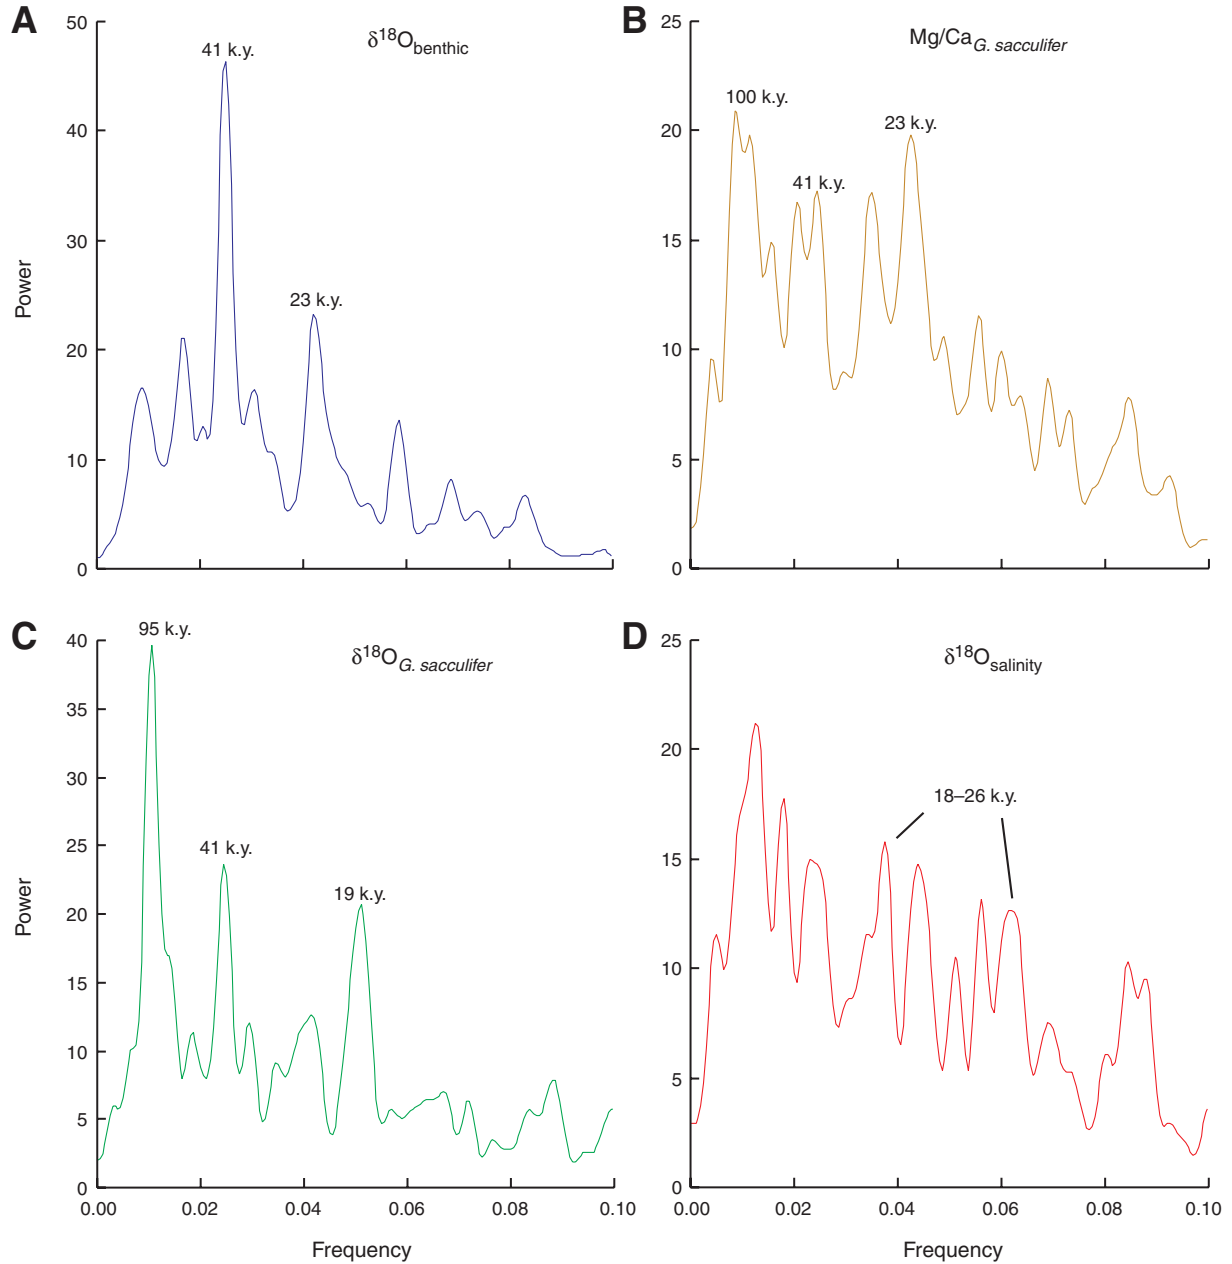 A
δ18Obenthic
41 k.y.
23 k.y.
50
40
30
20
10
0
Power
B
Mg/CaG. sacculifer
100 k.y.
41 k.y.
23 k.y.
25
20
15
10
5
0
C
δ18OG. sacculifer
95 k.y.
41 k.y.
19 k.y.
40
35
30
25
20
15
10
5
0
Power
0.00 0.02 0.04 0.06 0.08 0.10
Frequency
D
δ18Osalinity
18–26 k.y.
25
20
15
10
5
0
0.00 0.02 0.04 0.06 0.08 0.10
Frequency